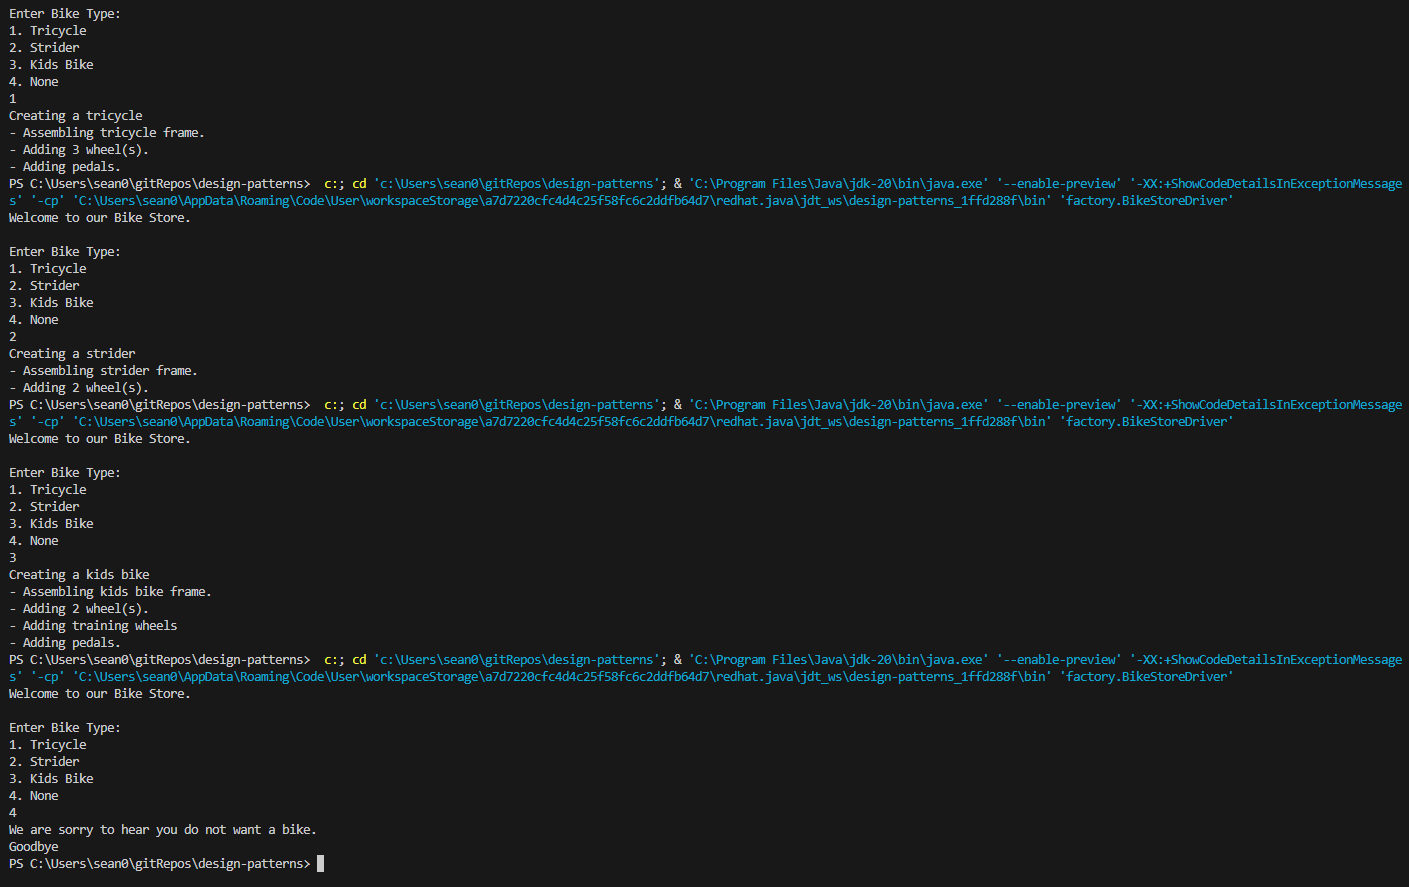 Enter Bike Type:
1. Tricycle
2. Strider
3. Kids Bike
4. None
1
Creating a tricycle
- Assembling tricycle frame.
- Adding 3 wheel(s).
- Adding pedals.
PS C:\Users\sean0\gitRepos\design-patterns>  c:; cd 'c:\Users\sean0\gitRepos\design-patterns'; & 'C:\Program Files\Java\jdk-20\bin\java.exe' '--enable-preview' '-XX:+ShowCodeDetailsInExceptionMessage
s' '-cp' 'C:\Users\sean0\AppData\Roaming\Code\User\workspaceStorage\a7d7220cfc4d4c25f58fc6c2ddfb64d7\redhat.java\jdt_ws\design-patterns_1ffd288f\bin' 'factory.BikeStoreDriver'
Welcome to our Bike Store.

Enter Bike Type:
1. Tricycle
2. Strider
3. Kids Bike
4. None
2
Creating a strider
- Assembling strider frame.
- Adding 2 wheel(s).
PS C:\Users\sean0\gitRepos\design-patterns>  c:; cd 'c:\Users\sean0\gitRepos\design-patterns'; & 'C:\Program Files\Java\jdk-20\bin\java.exe' '--enable-preview' '-XX:+ShowCodeDetailsInExceptionMessage
s' '-cp' 'C:\Users\sean0\AppData\Roaming\Code\User\workspaceStorage\a7d7220cfc4d4c25f58fc6c2ddfb64d7\redhat.java\jdt_ws\design-patterns_1ffd288f\bin' 'factory.BikeStoreDriver'
Welcome to our Bike Store.

Enter Bike Type:
1. Tricycle
2. Strider
3. Kids Bike
4. None
3
Creating a kids bike
- Assembling kids bike frame.
- Adding 2 wheel(s).
- Adding training wheels
- Adding pedals.
PS C:\Users\sean0\gitRepos\design-patterns>  c:; cd 'c:\Users\sean0\gitRepos\design-patterns'; & 'C:\Program Files\Java\jdk-20\bin\java.exe' '--enable-preview' '-XX:+ShowCodeDetailsInExceptionMessage
s' '-cp' 'C:\Users\sean0\AppData\Roaming\Code\User\workspaceStorage\a7d7220cfc4d4c25f58fc6c2ddfb64d7\redhat.java\jdt_ws\design-patterns_1ffd288f\bin' 'factory.BikeStoreDriver'
Welcome to our Bike Store.

Enter Bike Type:
1. Tricycle
2. Strider
3. Kids Bike
4. None
4
We are sorry to hear you do not want a bike.
Goodbye
PS C:\Users\sean0\gitRepos\design-patterns>